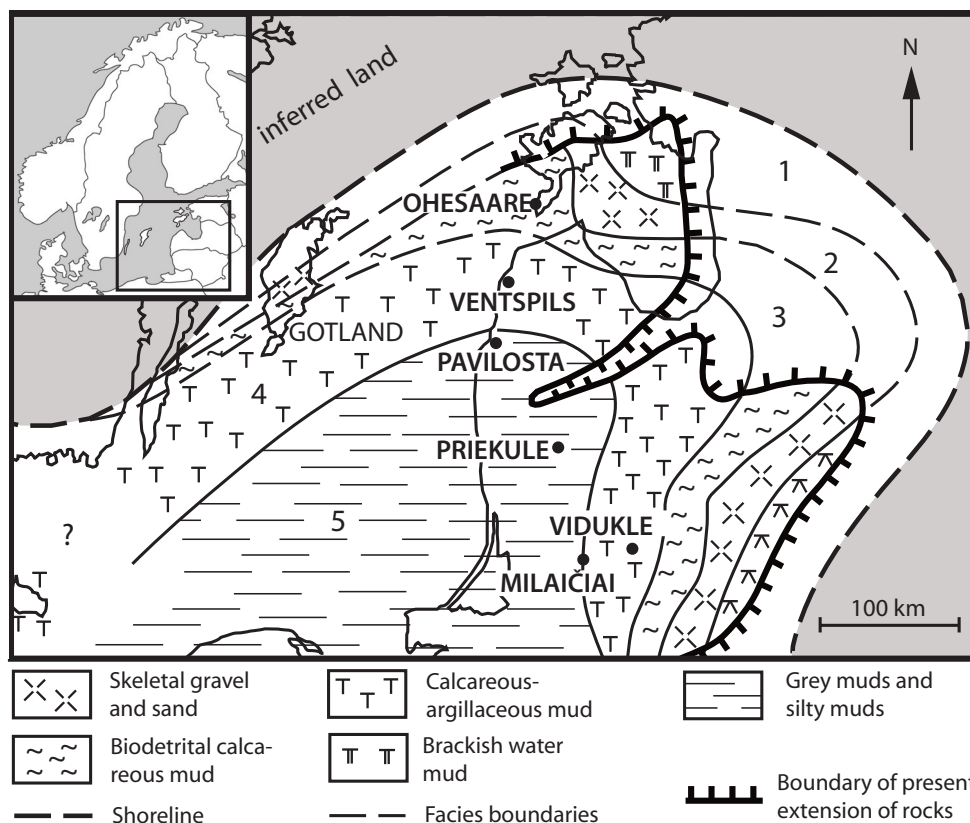 N
inferred land
1
OHESAARE
2
VENTSPILS
3
GOTLAND
PAVILOSTA
4
PRIEKULE
5
VIDUKLE
?
MILAIČIAI
100 km
Skeletal gravel
and sand
Calcareous-
argillaceous mud
Grey muds and
silty muds
Biodetrital calca-
reous mud
Brackish water
mud
Boundary of present
extension of rocks
Shoreline
Facies boundaries